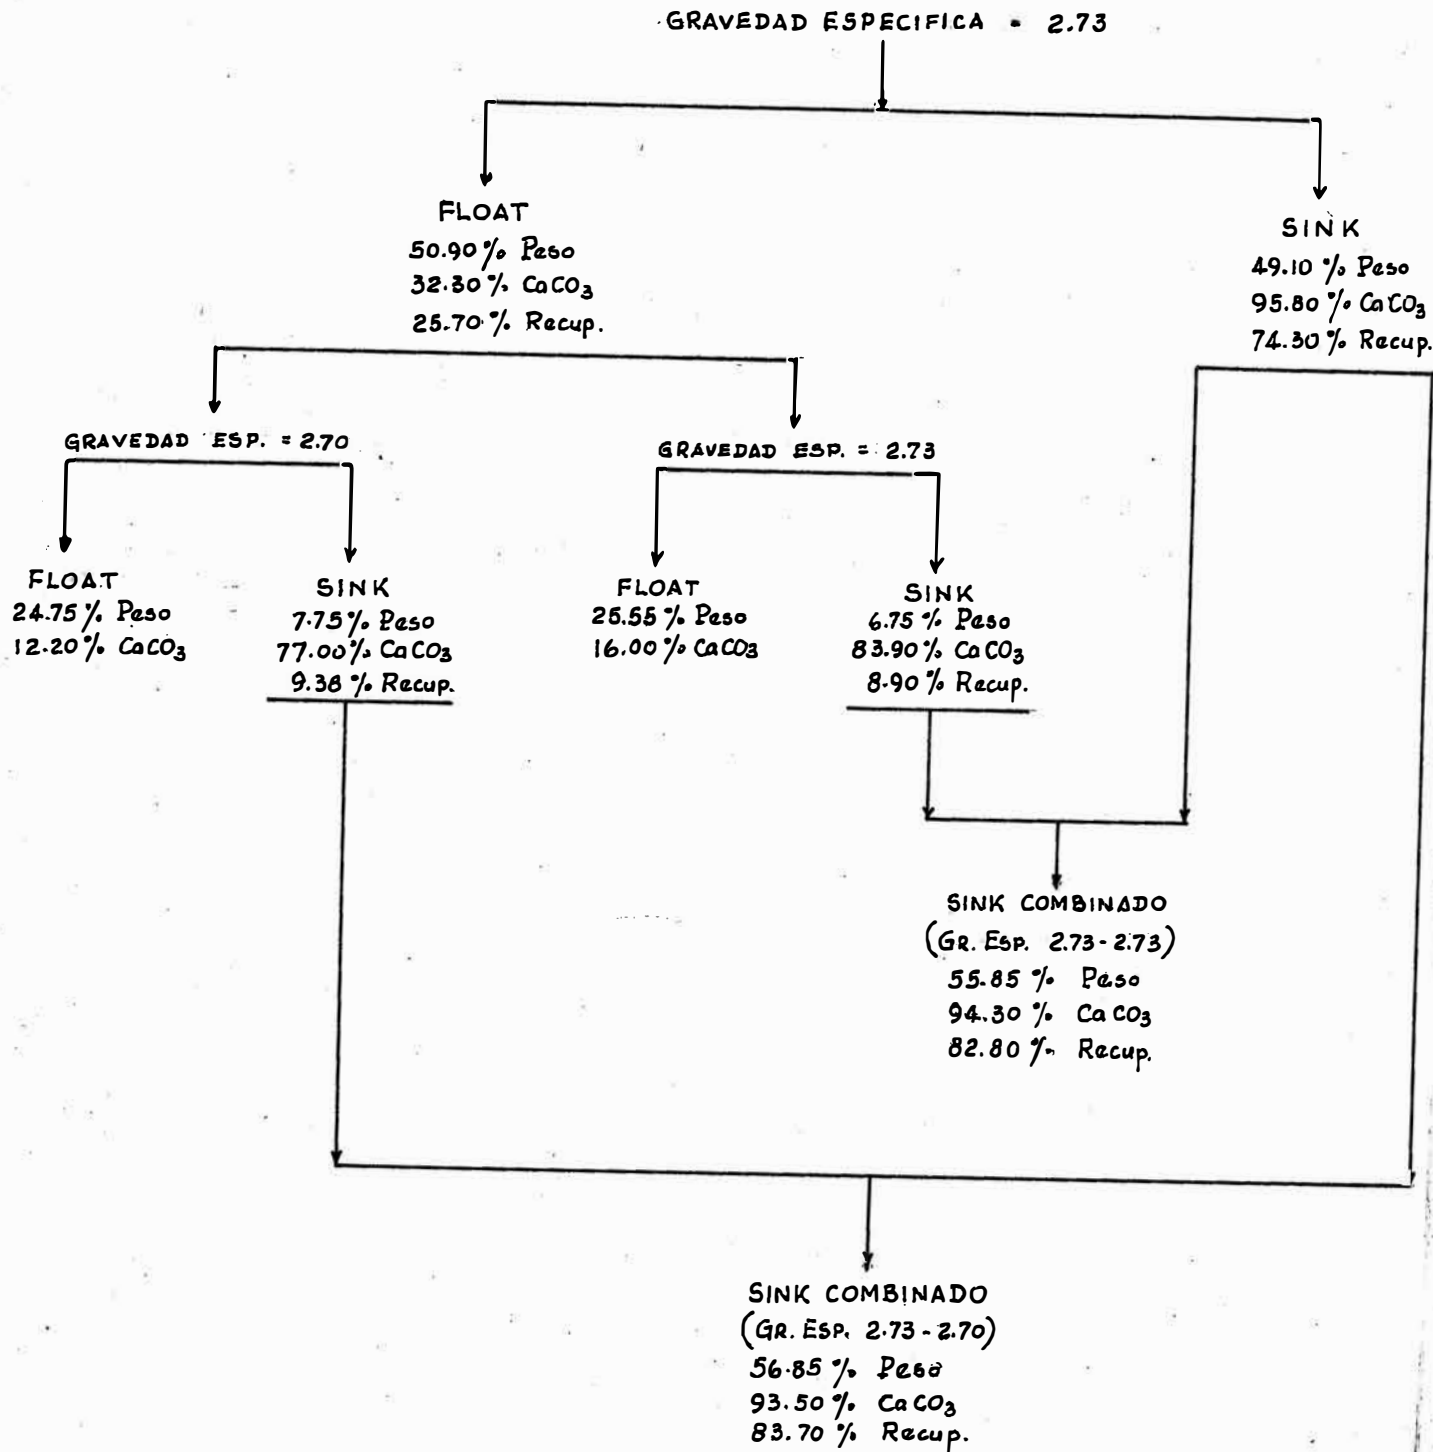 GRAVEDAD ESPECIFICA = 2.73
FLOAT
50.90 % Peso
32.30 % CaCO3
25.70 % Recup.
SINK
49.10 % Peso
95.80 % CaCO3
74.30 % Recup.
GRAVEDAD ESP. = 2.70
GRAVEDAD ESP. = 2.73
FLOAT
24.75 % Peso
12.20 % CaCO3
SINK
7.75 % Peso
77.00 % CaCO3
9.38 % Recup.
FLOAT
25.55 % Peso
16.00 % CaCO3
SINK
6.75 % Peso
83.90 % CaCO3
8.90 % Recup.
SINK COMBINADO
(GR. ESP. 2.73 - 2.73)
55.85 % Peso
94.30 % CaCO3
82.80 % Recup.
SINK COMBINADO
(GR. ESP. 2.73 - 2.70)
56.85 % Peso
93.50 % CaCO3
83.70 % Recup.